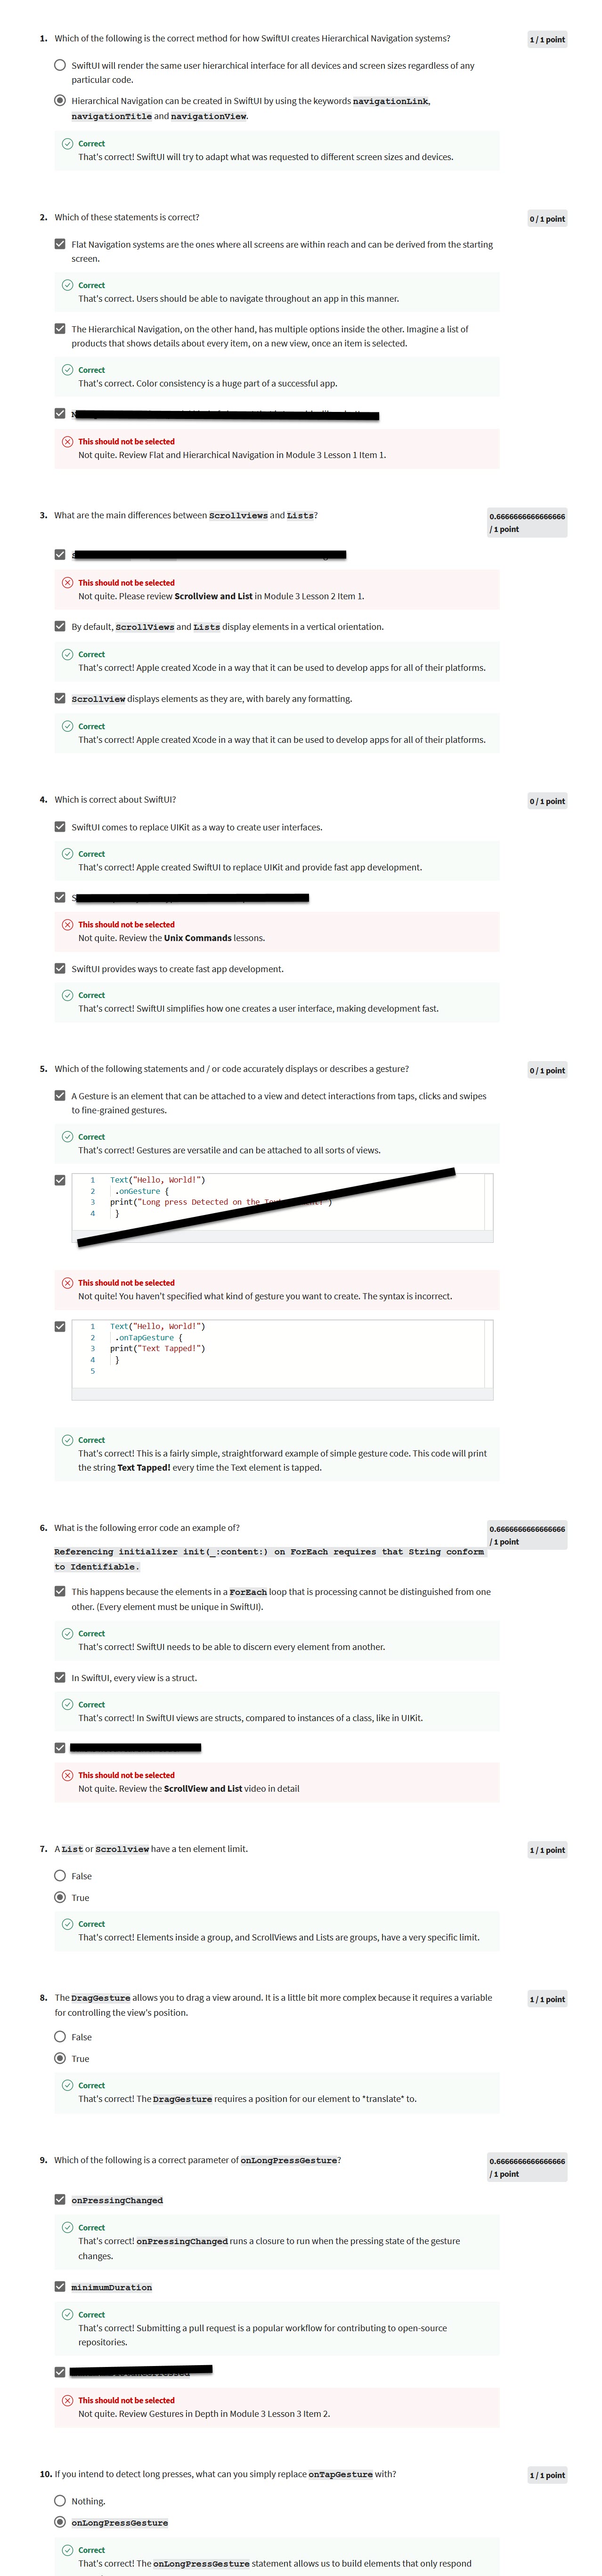 1. Which of the following is the correct method for how SwiftUI creates Hierarchical Navigation systems?
1 / 1 point
SwiftUI will render the same user hierarchical interface for all devices and screen sizes regardless of any
particular code.
Hierarchical Navigation can be created in SwiftUI by using the keywords navigationLink,
navigationTitle and navigationView.
Correct
That's correct! SwiftUI will try to adapt what was requested to different screen sizes and devices.
2. Which of these statements is correct?
0 / 1 point
Flat Navigation systems are the ones where all screens are within reach and can be derived from the starting
screen.
Correct
That's correct. Users should be able to navigate throughout an app in this manner.
The Hierarchical Navigation, on the other hand, has multiple options inside the other. Imagine a list of
products that shows details about every item, on a new view, once an item is selected.
Correct
That's correct. Color consistency is a huge part of a successful app.
This should not be selected
Not quite. Review Flat and Hierarchical Navigation in Module 3 Lesson 1 Item 1.
3. What are the main differences between Scrollviews and Lists?
0.6666666666666666
/ 1 point
This should not be selected
Not quite. Please review Scrollview and List in Module 3 Lesson 2 Item 1.
By default, ScrollViews and Lists display elements in a vertical orientation.
Correct
That's correct! Apple created Xcode in a way that it can be used to develop apps for all of their platforms.
Scrollview displays elements as they are, with barely any formatting.
Correct
That's correct! Apple created Xcode in a way that it can be used to develop apps for all of their platforms.
4. Which is correct about SwiftUI?
0 / 1 point
SwiftUI comes to replace UIKit as a way to create user interfaces.
Correct
That's correct! Apple created SwiftUI to replace UIKit and provide fast app development.
This should not be selected
Not quite. Review the Unix Commands lessons.
SwiftUI provides ways to create fast app development.
Correct
That's correct! SwiftUI simplifies how one creates a user interface, making development fast.
5. Which of the following statements and / or code accurately displays or describes a gesture?
0 / 1 point
A Gesture is an element that can be attached to a view and detect interactions from taps, clicks and swipes
to fine-grained gestures.
Correct
That's correct! Gestures are versatile and can be attached to all sorts of views.
1 Text("Hello, World!")
2 .onGesture {
3 print("Long press Detected on the
4 }
This should not be selected
Not quite! You haven't specified what kind of gesture you want to create. The syntax is incorrect.
1 Text("Hello, World!")
2 .onTapGesture {
3 print("Text Tapped!")
4 }
5
Correct
That's correct! This is a fairly simple, straightforward example of simple gesture code. This code will print
the string Text Tapped! every time the Text element is tapped.
6. What is the following error code an example of?
0.6666666666666666
/ 1 point
Referencing initializer init(_:content:) on ForEach requires that String conform
to Identifiable.
This happens because the elements in a ForEach loop that is processing cannot be distinguished from one
other. (Every element must be unique in SwiftUI).
Correct
That's correct! SwiftUI needs to be able to discern every element from another.
In SwiftUI, every view is a struct.
Correct
That's correct! In SwiftUI views are structs, compared to instances of a class, like in UIKit.
This should not be selected
Not quite. Review the ScrollView and List video in detail
7. A List or Scrollview have a ten element limit.
1 / 1 point
False
True
Correct
That's correct! Elements inside a group, and ScrollViews and Lists are groups, have a very specific limit.
8. The DragGesture allows you to drag a view around. It is a little bit more complex because it requires a variable
for controlling the view's position.
1 / 1 point
False
True
Correct
That's correct! The DragGesture requires a position for our element to *translate* to.
9. Which of the following is a correct parameter of onLongPressGesture?
0.6666666666666666
/ 1 point
onPressingChanged
Correct
That's correct! onPressingChanged runs a closure to run when the pressing state of the gesture
changes.
minimumDuration
Correct
That's correct! Submitting a pull request is a popular workflow for contributing to open-source
repositories.
This should not be selected
Not quite. Review Gestures in Depth in Module 3 Lesson 3 Item 2.
10. If you intend to detect long presses, what can you simply replace onTapGesture with?
1 / 1 point
Nothing.
onLongPressGesture
Correct
That's correct! The onLongPressGesture statement allows us to build elements that only respond